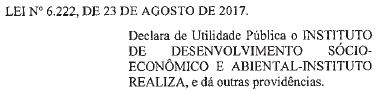 LEI Nº 6.222, DE 23 DE AGOSTO DE 2017.
Declara de Utilidade Pública o INSTITUTO
DE DESENVOLVIMENTO SÓCIO-
ECONÔMICO E ABIENTAL-INSTITUTO
REALIZA, e dá outras providências.